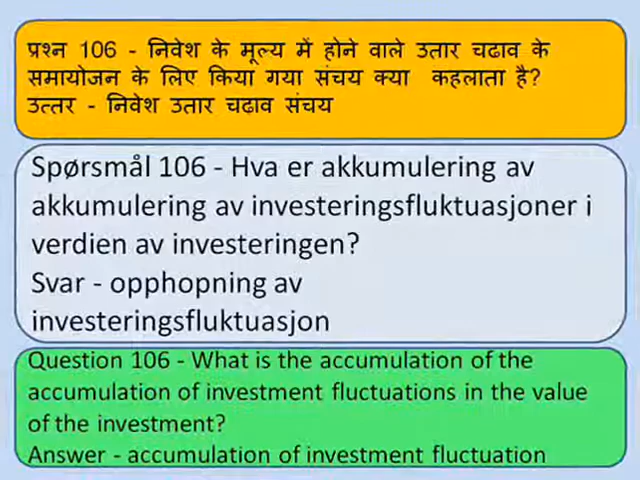 प्रश्न 106 - निवेश के मूल्य में होने वाले उतार चढाव के
समायोजन के लिए किया गया संचय क्या कहलाता है?
उत्तर - निवेश उतार चढ़ाव संचय
Spørsmål 106 - Hva er akkumulering av
akkumulering av investeringsfluktuasjoner i
verdien av investeringen?
Svar - opphopning av
investeringsfluktuasjon
Question 106 - What is the accumulation of the
accumulation of investment fluctuations in the value
of the investment?
Answer - accumulation of investment fluctuation